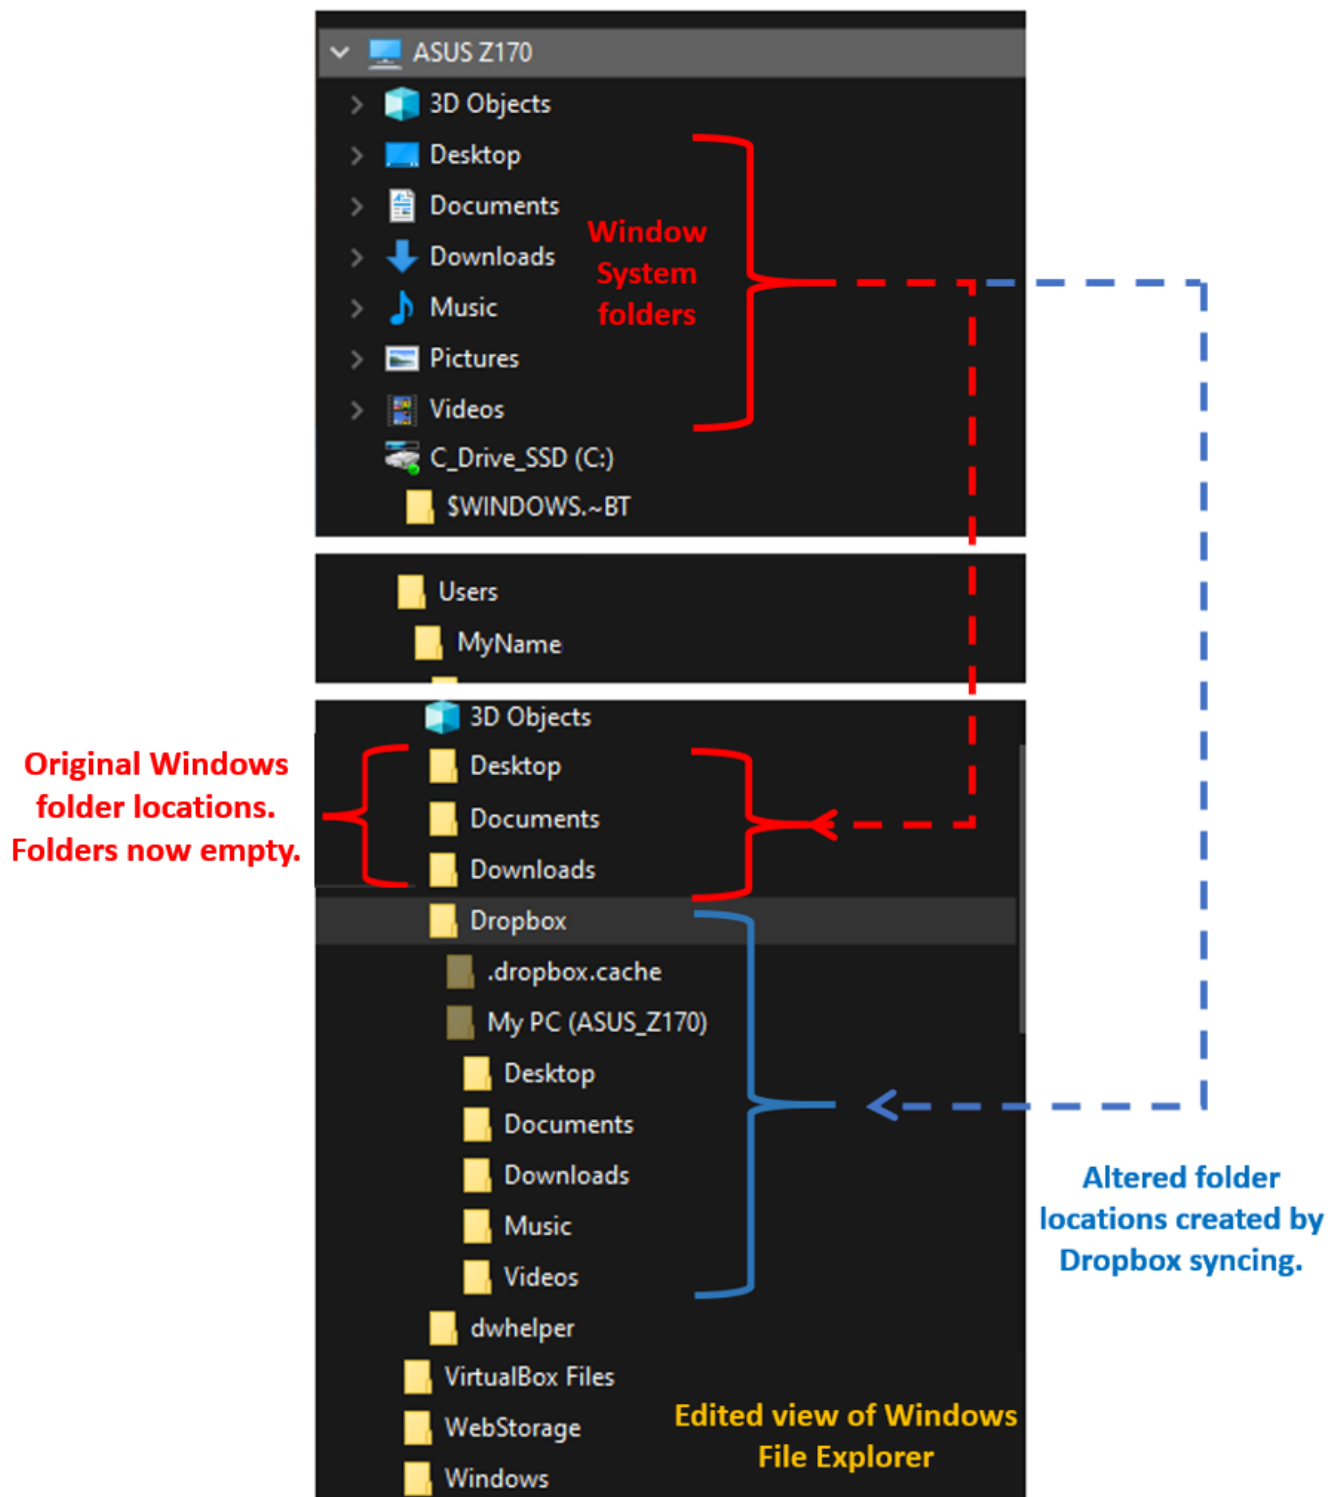 ASUS Z170
3D Objects
Desktop
Documents
Downloads
Music
Pictures
Videos
Window
System
folders
C_Drive_SSD (C:)
$WINDOWS.~BT
Users
MyName
3D Objects
Desktop
Documents
Downloads
Original Windows
folder locations.
Folders now empty.
Dropbox
.dropbox.cache
My PC (ASUS_Z170)
Desktop
Documents
Downloads
Music
Videos
Altered folder
locations created by
Dropbox syncing.
dwhelper
VirtualBox Files
WebStorage
Windows
Edited view of Windows
File Explorer